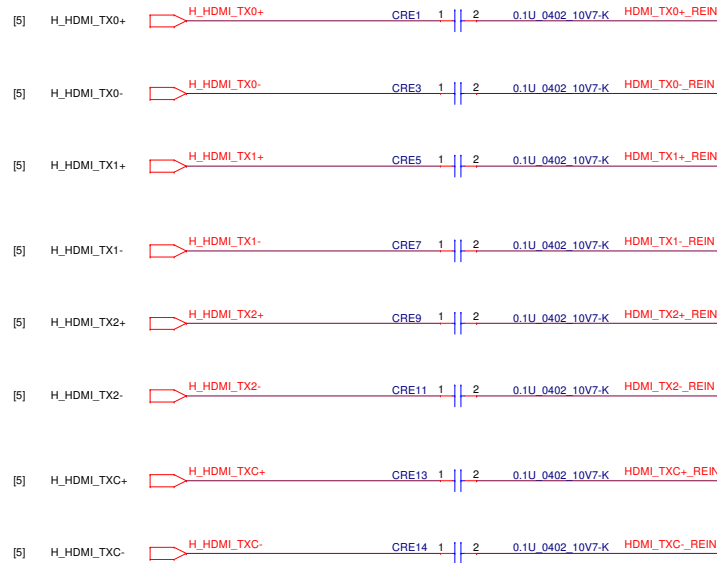 [5] H_HDMI_TX0+ H_HDMI_TX0+ CRE1 1 2 0.1U_0402_10V7-K HDMI_TX0+_REIN
[5] H_HDMI_TX0- H_HDMI_TX0- CRE3 1 2 0.1U_0402_10V7-K HDMI_TX0-_REIN
[5] H_HDMI_TX1+ H_HDMI_TX1+ CRE5 1 2 0.1U_0402_10V7-K HDMI_TX1+_REIN
[5] H_HDMI_TX1- H_HDMI_TX1- CRE7 1 2 0.1U_0402_10V7-K HDMI_TX1-_REIN
[5] H_HDMI_TX2+ H_HDMI_TX2+ CRE9 1 2 0.1U_0402_10V7-K HDMI_TX2+_REIN
[5] H_HDMI_TX2- H_HDMI_TX2- CRE11 1 2 0.1U_0402_10V7-K HDMI_TX2-_REIN
[5] H_HDMI_TXC+ H_HDMI_TXC+ CRE13 1 2 0.1U_0402_10V7-K HDMI_TXC+_REIN
[5] H_HDMI_TXC- H_HDMI_TXC- CRE14 1 2 0.1U_0402_10V7-K HDMI_TXC-_REIN